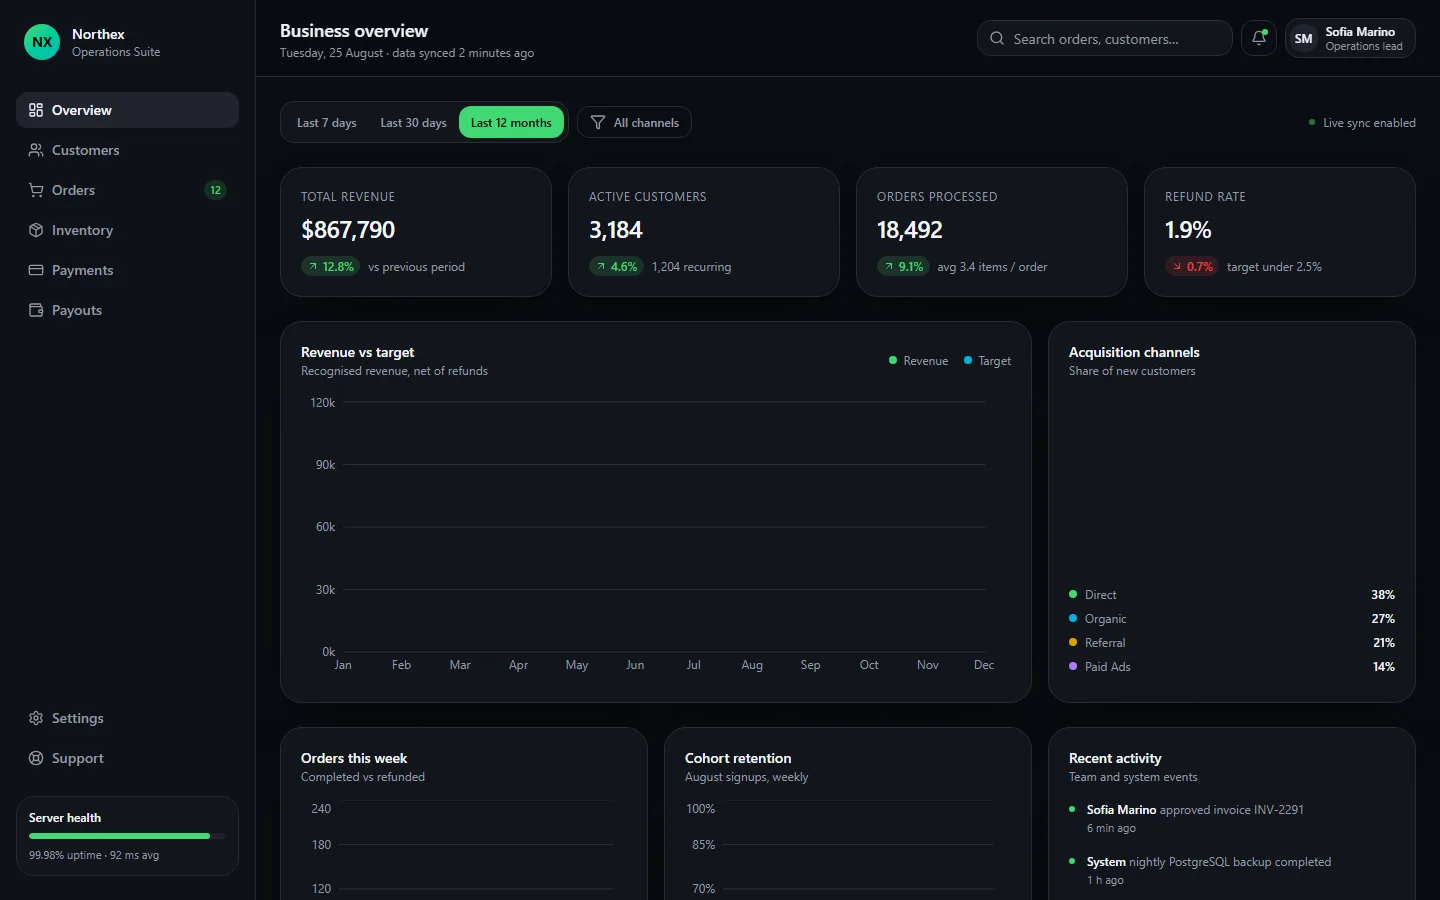 NX
Northex
Operations Suite
Overview
Customers
Orders 12
Inventory
Payments
Payouts
Settings
Support
Server health
99.98% uptime · 92 ms avg
Business overview
Tuesday, 25 August · data synced 2 minutes ago
Search orders, customers...
SM
Sofia Marino
Operations lead
Last 7 days Last 30 days Last 12 months All channels
Live sync enabled
TOTAL REVENUE
$867,790
12.8% vs previous period
ACTIVE CUSTOMERS
3,184
4.6% 1,204 recurring
ORDERS PROCESSED
18,492
9.1% avg 3.4 items / order
REFUND RATE
1.9%
0.7% target under 2.5%
Revenue vs target
Recognised revenue, net of refunds
Revenue Target
120k
90k
60k
30k
0k
Jan Feb Mar Apr May Jun Jul Aug Sep Oct Nov Dec
Acquisition channels
Share of new customers
Direct 38%
Organic 27%
Referral 21%
Paid Ads 14%
Orders this week
Completed vs refunded
240
180
120
Cohort retention
August signups, weekly
100%
85%
70%
Recent activity
Team and system events
Sofia Marino approved invoice INV-2291
6 min ago
System nightly PostgreSQL backup completed
1 h ago